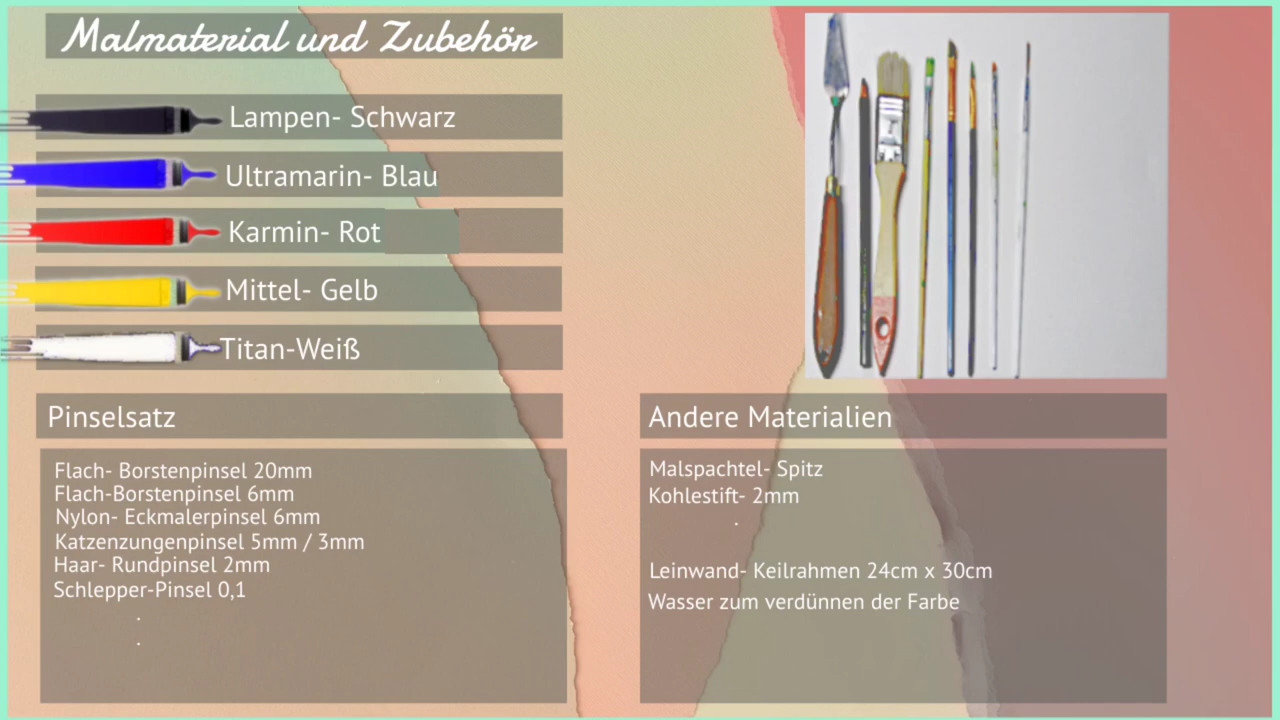 Malmaterial und Zubehör
Lampen- Schwarz
Ultramarin- Blau
Karmin- Rot
Mittel- Gelb
Titan-Weiß
Pinselsatz
Flach- Borstenpinsel 20mm
Flach-Borstenpinsel 6mm
Nylon- Eckmalerpinsel 6mm
Katzenzungenpinsel 5mm / 3mm
Haar- Rundpinsel 2mm
Schlepper-Pinsel 0,1
.
.
Andere Materialien
Malspachtel- Spitz
Kohlestift- 2mm
.
Leinwand- Keilrahmen 24cm x 30cm
Wasser zum verdünnen der Farbe